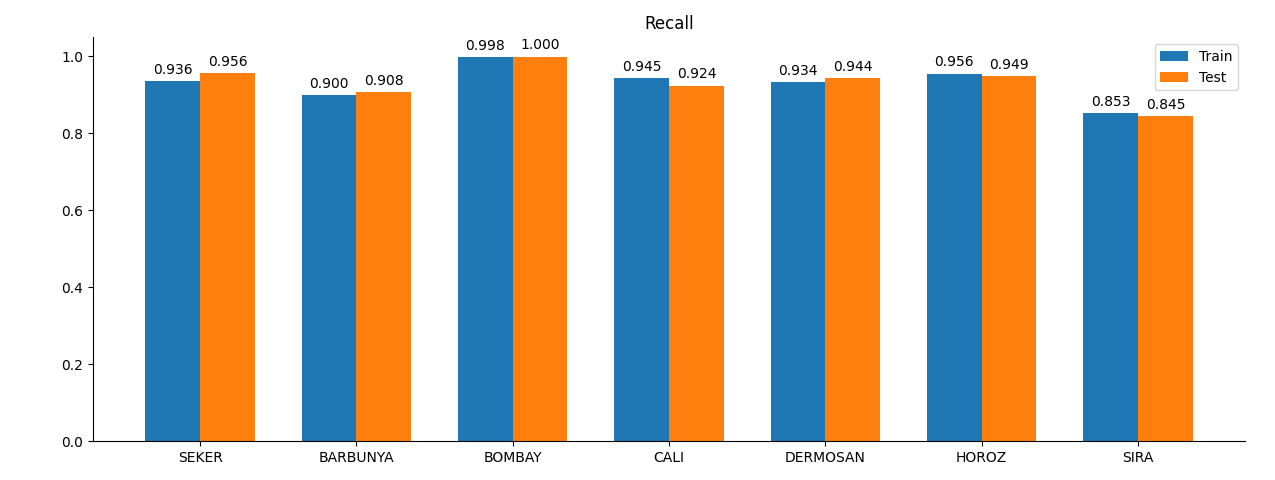 Recall
0.936 0.956 0.900 0.908 0.998 1.000 0.945 0.924 0.934 0.944 0.956 0.949 0.853 0.845
Train
Test
1.0
0.8
0.6
0.4
0.2
0.0
SEKER BARBUNYA BOMBAY CALI DERMOSAN HOROZ SIRA